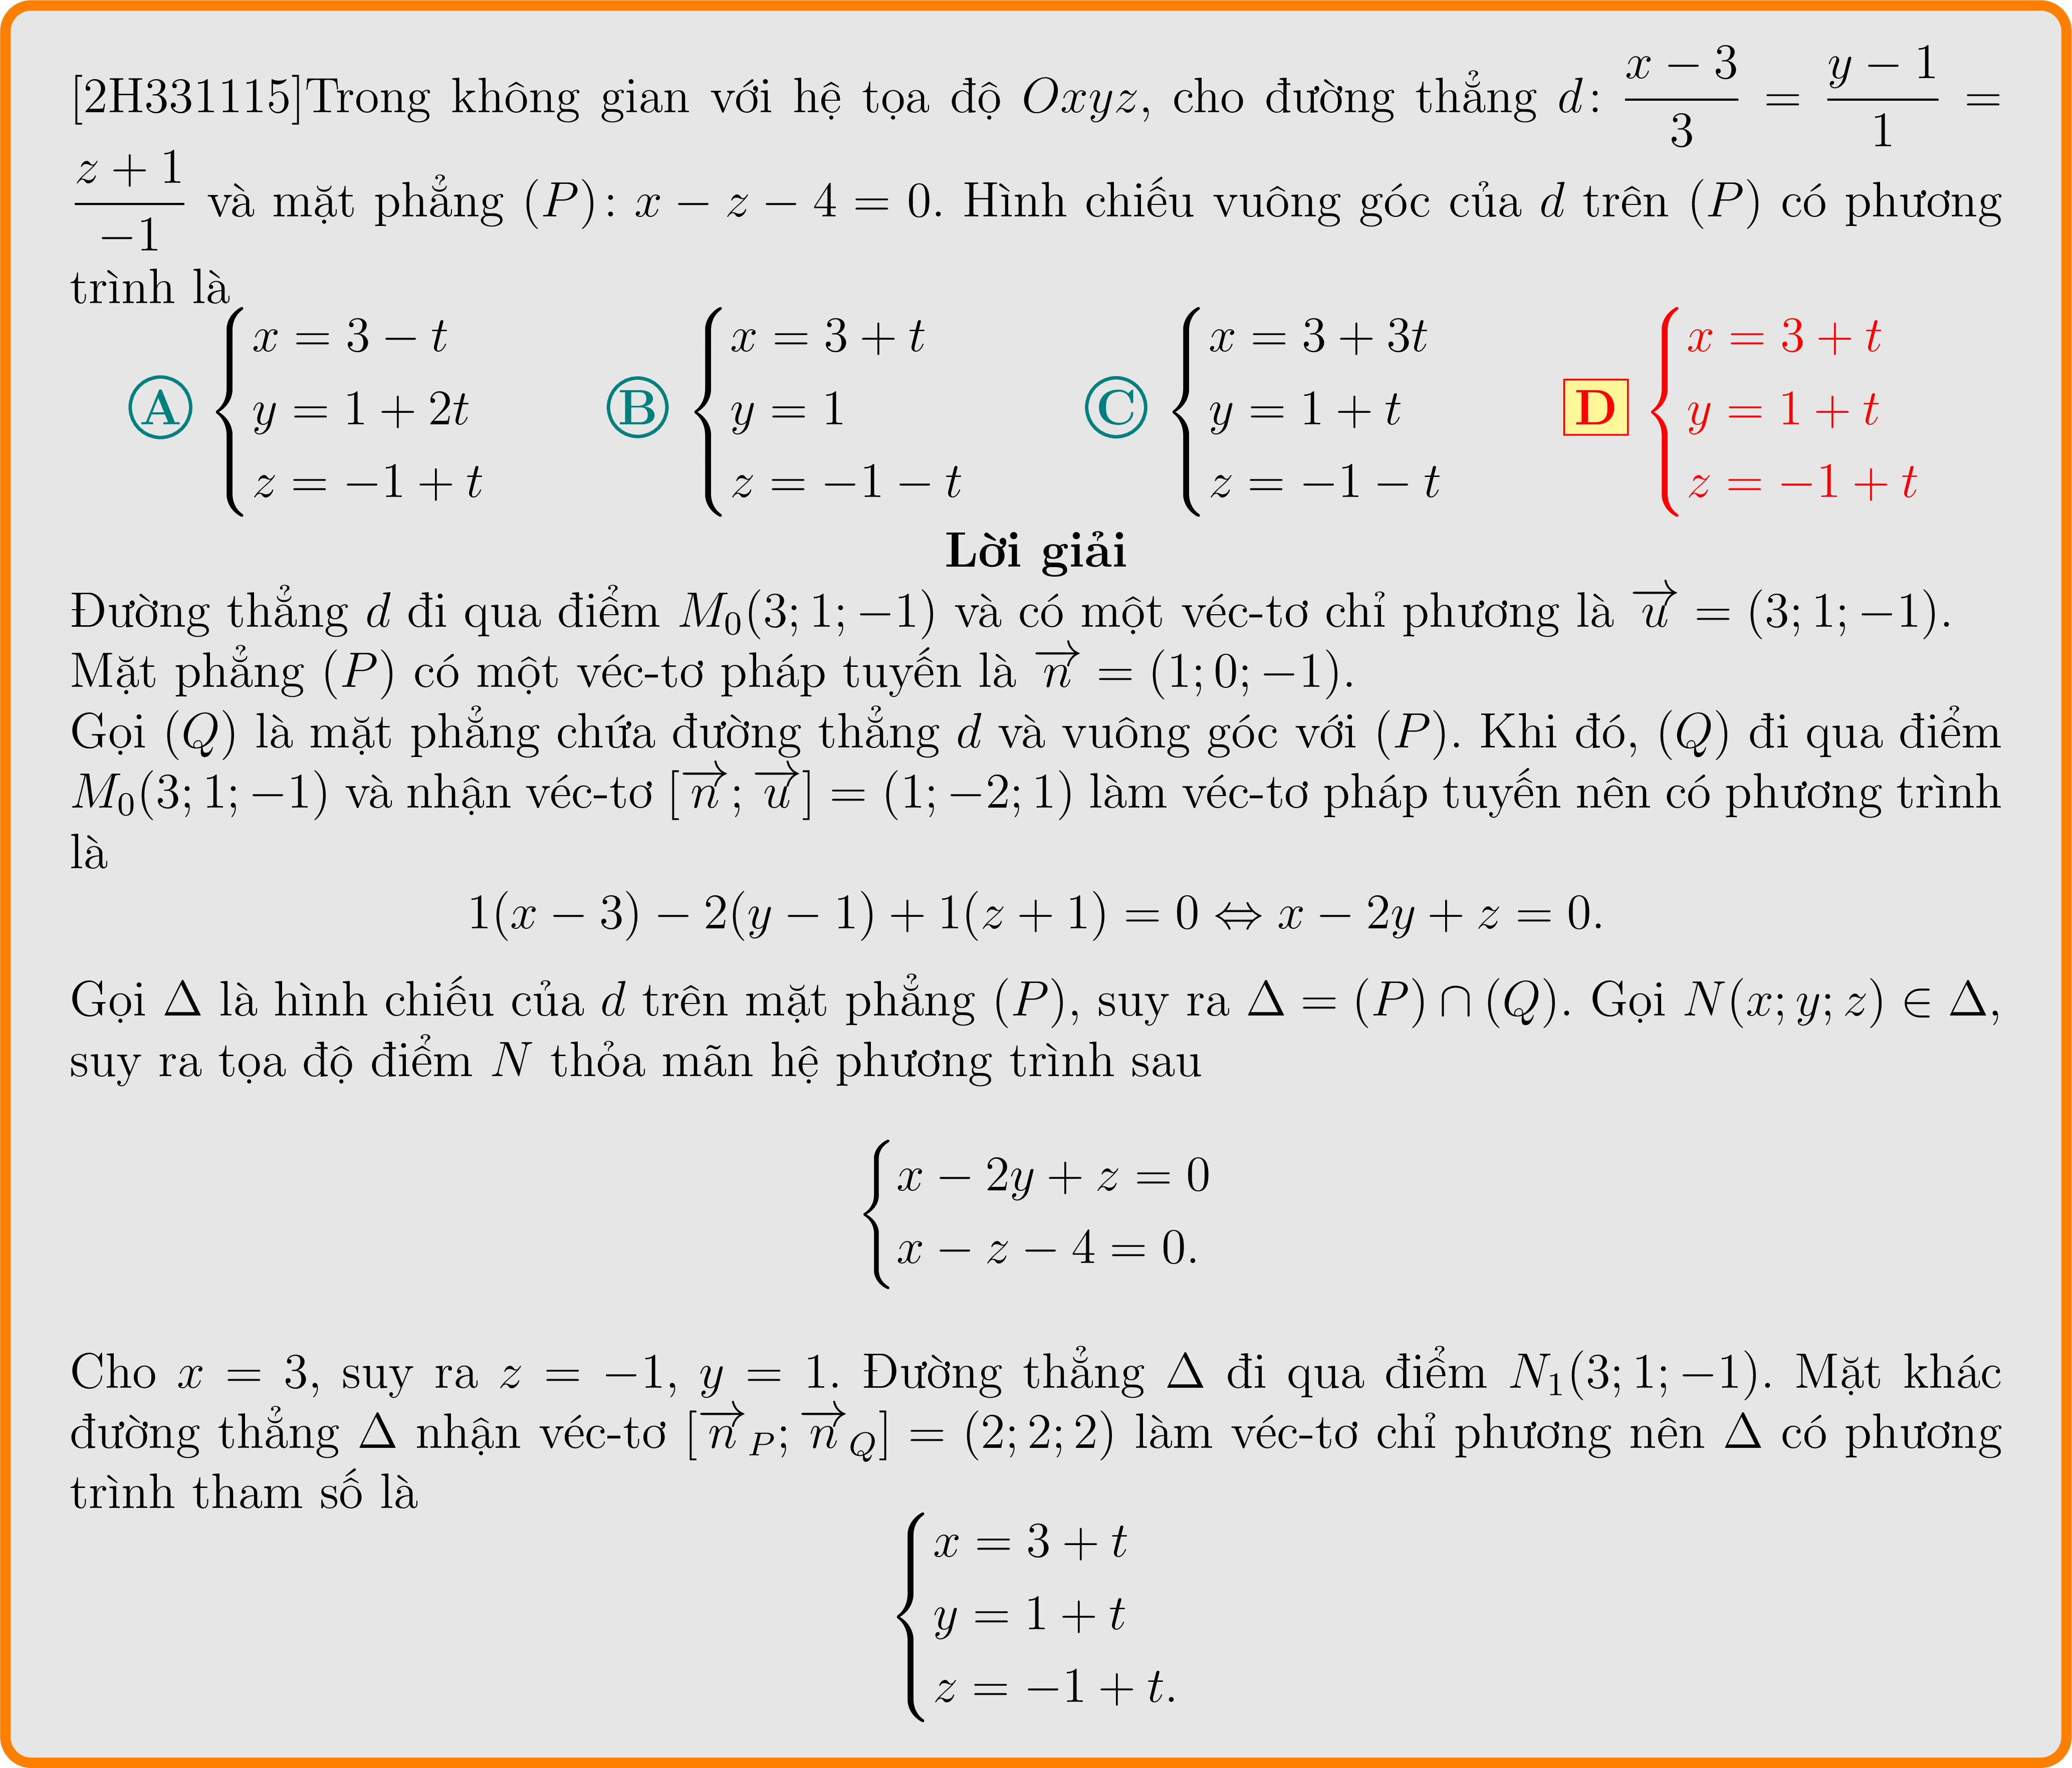 [2H331115]Trong không gian với hệ tọa độ $Oxyz$, cho đường thẳng $d\colon \dfrac{x-3}{3} = \dfrac{y-1}{1} =$
$\dfrac{z+1}{-1}$ và mặt phẳng $(P)\colon x - z - 4 = 0$. Hình chiếu vuông góc của $d$ trên $(P)$ có phương
trình là
A $\begin{cases} x = 3 - t \\ y = 1 + 2t \\ z = -1 + t \end{cases}$ B $\begin{cases} x = 3 + t \\ y = 1 \\ z = -1 - t \end{cases}$ C $\begin{cases} x = 3 + 3t \\ y = 1 + t \\ z = -1 - t \end{cases}$ D $\begin{cases} x = 3 + t \\ y = 1 + t \\ z = -1 + t \end{cases}$
Lời giải
Đường thẳng $d$ đi qua điểm $M_0(3; 1; -1)$ và có một véc-tơ chỉ phương là $\overrightarrow{u} = (3; 1; -1)$.
Mặt phẳng $(P)$ có một véc-tơ pháp tuyến là $\overrightarrow{n} = (1; 0; -1)$.
Gọi $(Q)$ là mặt phẳng chứa đường thẳng $d$ và vuông góc với $(P)$. Khi đó, $(Q)$ đi qua điểm
$M_0(3; 1; -1)$ và nhận véc-tơ $[\overrightarrow{n}; \overrightarrow{u}] = (1; -2; 1)$ làm véc-tơ pháp tuyến nên có phương trình
là
$1(x - 3) - 2(y - 1) + 1(z + 1) = 0 \Leftrightarrow x - 2y + z = 0.$
Gọi $\Delta$ là hình chiếu của $d$ trên mặt phẳng $(P)$, suy ra $\Delta = (P) \cap (Q)$. Gọi $N(x; y; z) \in \Delta$,
suy ra tọa độ điểm $N$ thỏa mãn hệ phương trình sau
$\begin{cases} x - 2y + z = 0 \\ x - z - 4 = 0. \end{cases}$
Cho $x = 3$, suy ra $z = -1$, $y = 1$. Đường thẳng $\Delta$ đi qua điểm $N_1(3; 1; -1)$. Mặt khác
đường thẳng $\Delta$ nhận véc-tơ $[\overrightarrow{n}_P; \overrightarrow{n}_Q] = (2; 2; 2)$ làm véc-tơ chỉ phương nên $\Delta$ có phương
trình tham số là
$\begin{cases} x = 3 + t \\ y = 1 + t \\ z = -1 + t. \end{cases}$